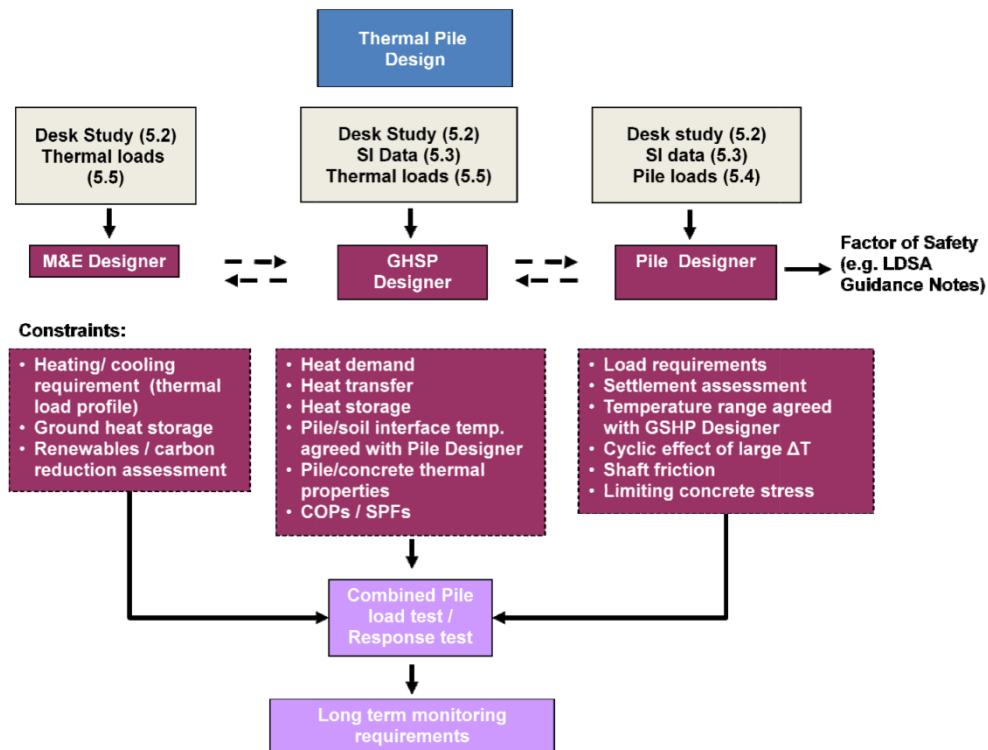 Thermal Pile
Design
Desk Study (5.2)
Thermal loads
(5.5)
Desk Study (5.2)
SI Data (5.3)
Thermal loads (5.5)
Desk study (5.2)
SI data (5.3)
Pile loads (5.4)
M&E Designer
GHSP
Designer
Pile Designer
Factor of Safety
(e.g. LDSA
Guidance Notes)
Constraints:
• Heating/ cooling
requirement (thermal
load profile)
• Ground heat storage
• Renewables / carbon
reduction assessment
• Heat demand
• Heat transfer
• Heat storage
• Pile/soil interface temp.
agreed with Pile Designer
• Pile/concrete thermal
properties
• COPs / SPFs
• Load requirements
• Settlement assessment
• Temperature range agreed
with GSHP Designer
• Cyclic effect of large ΔT
• Shaft friction
• Limiting concrete stress
Combined Pile
load test /
Response test
Long term monitoring
requirements